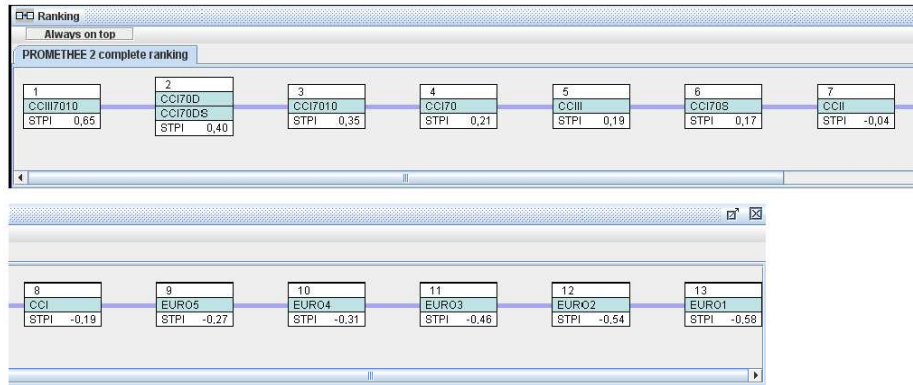 Ranking
Always on top
PROMETHEE 2 complete ranking
1
CCIII7010
STPI 0,65
2
CCI70D
CCI70DS
STPI 0,40
3
CCI7010
STPI 0,35
4
CCI70
STPI 0,21
5
CCIII
STPI 0,19
6
CCI70S
STPI 0,17
7
CCII
STPI -0,04
8
CCI
STPI -0,19
9
EURO5
STPI -0,27
10
EURO4
STPI -0,31
11
EURO3
STPI -0,46
12
EURO2
STPI -0,54
13
EURO1
STPI -0,58